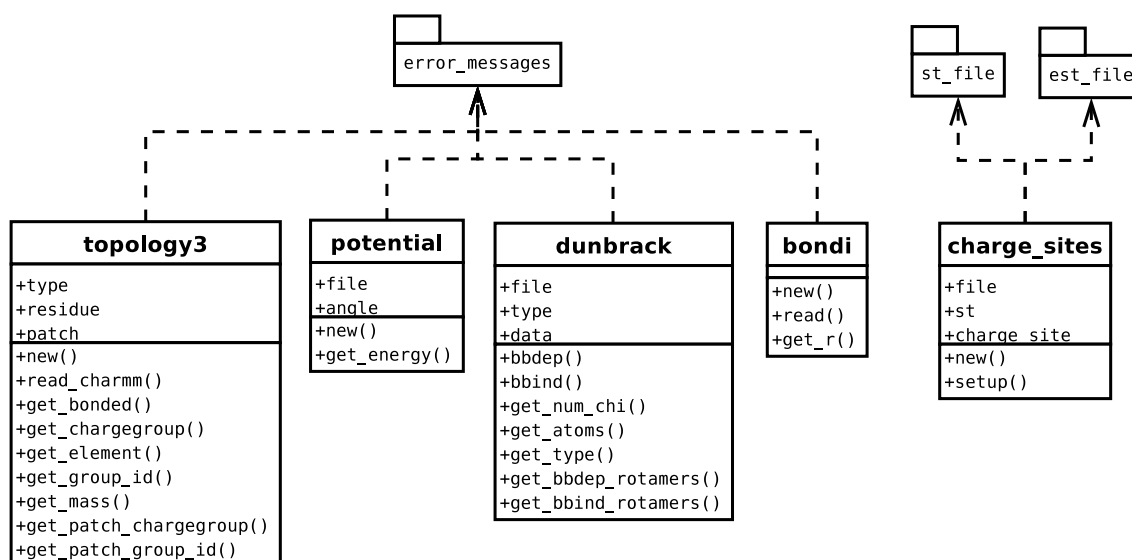 error_messages
st_file
est_file
topology3
+type
+residue
+patch
+new()
+read_charmm()
+get_bonded()
+get_chargegroup()
+get_element()
+get_group_id()
+get_mass()
+get_patch_chargegroup()
+get_patch_group_id()
potential
+file
+angle
+new()
+get_energy()
dunbrack
+file
+type
+data
+bbdep()
+bbind()
+get_num_chi()
+get_atoms()
+get_type()
+get_bbdep_rotamers()
+get_bbind_rotamers()
bondi
+new()
+read()
+get_r()
charge_sites
+file
+st
+charge_site
+new()
+setup()